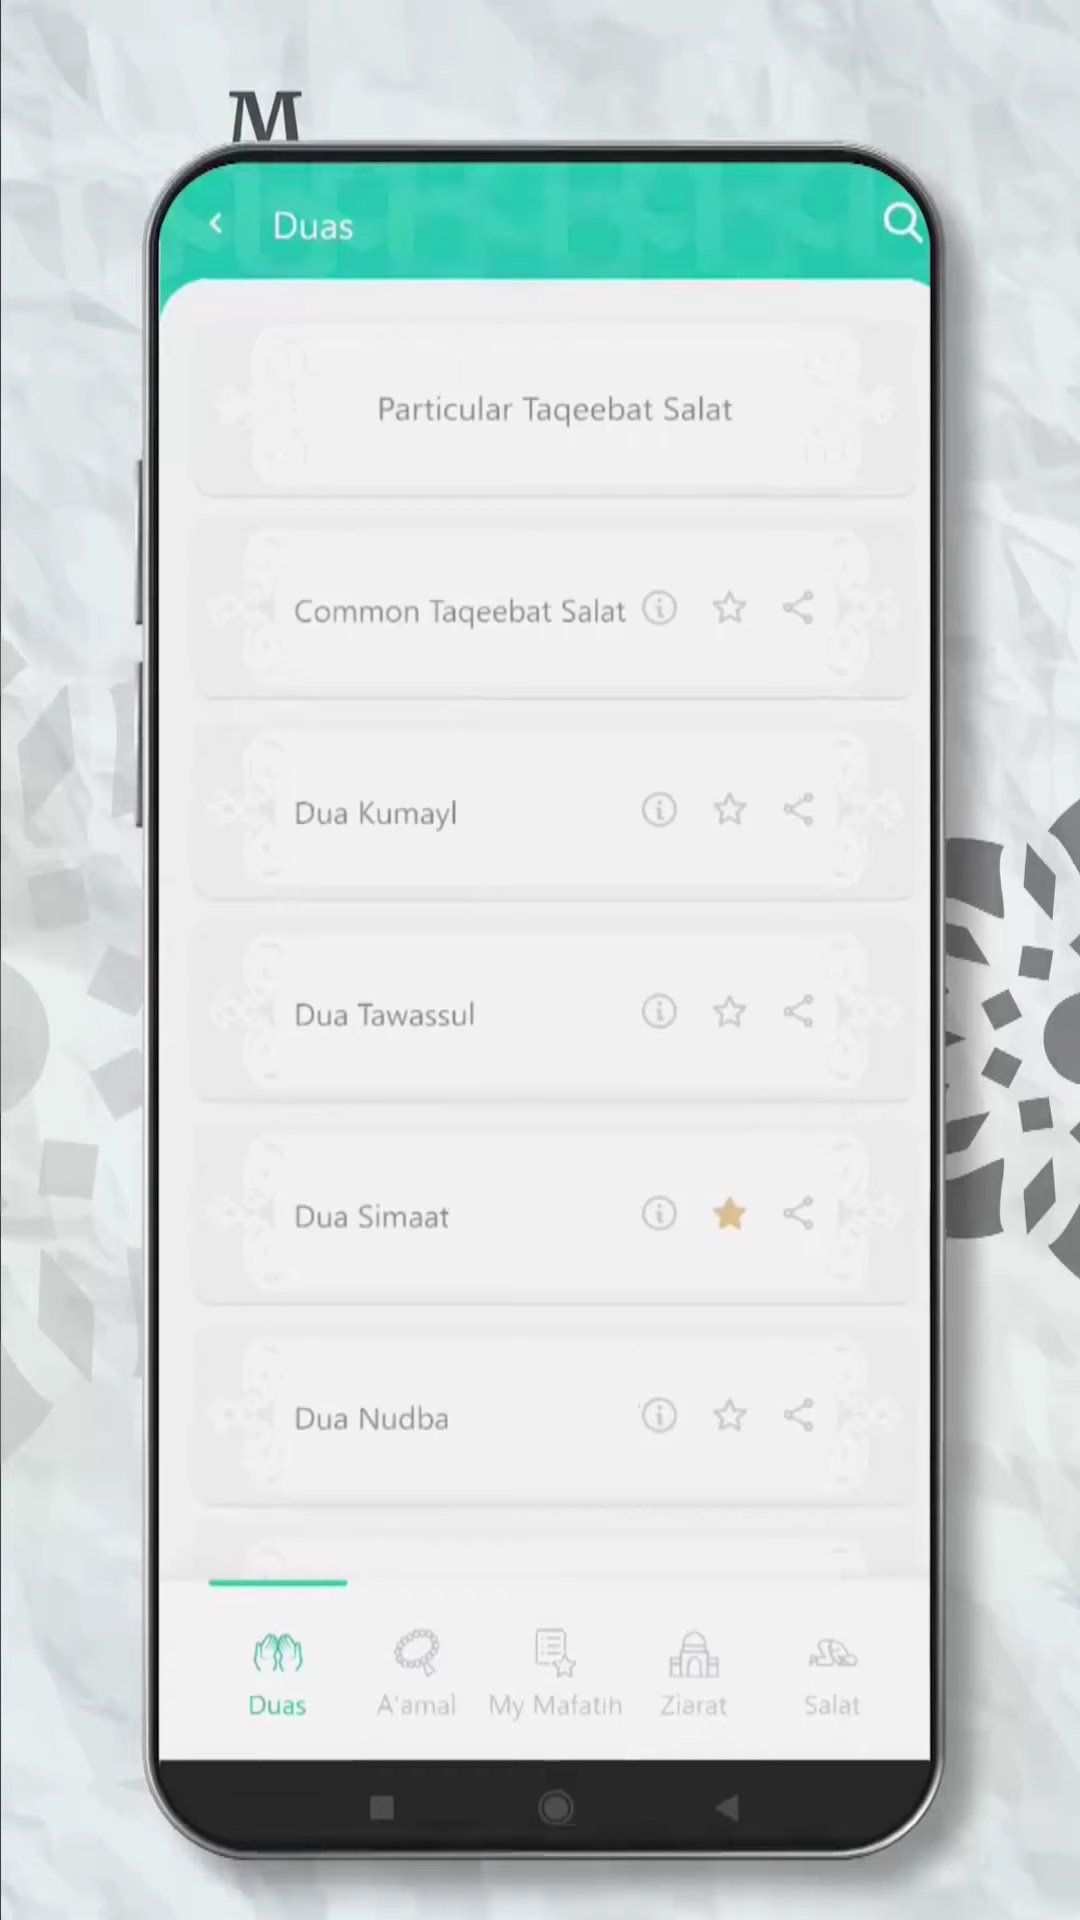 M
Duas
Particular Taqeebat Salat
Common Taqeebat Salat
Dua Kumayl
Dua Tawassul
Dua Simaat
Dua Nudba
Duas A'amal My Mafatih Ziarat Salat